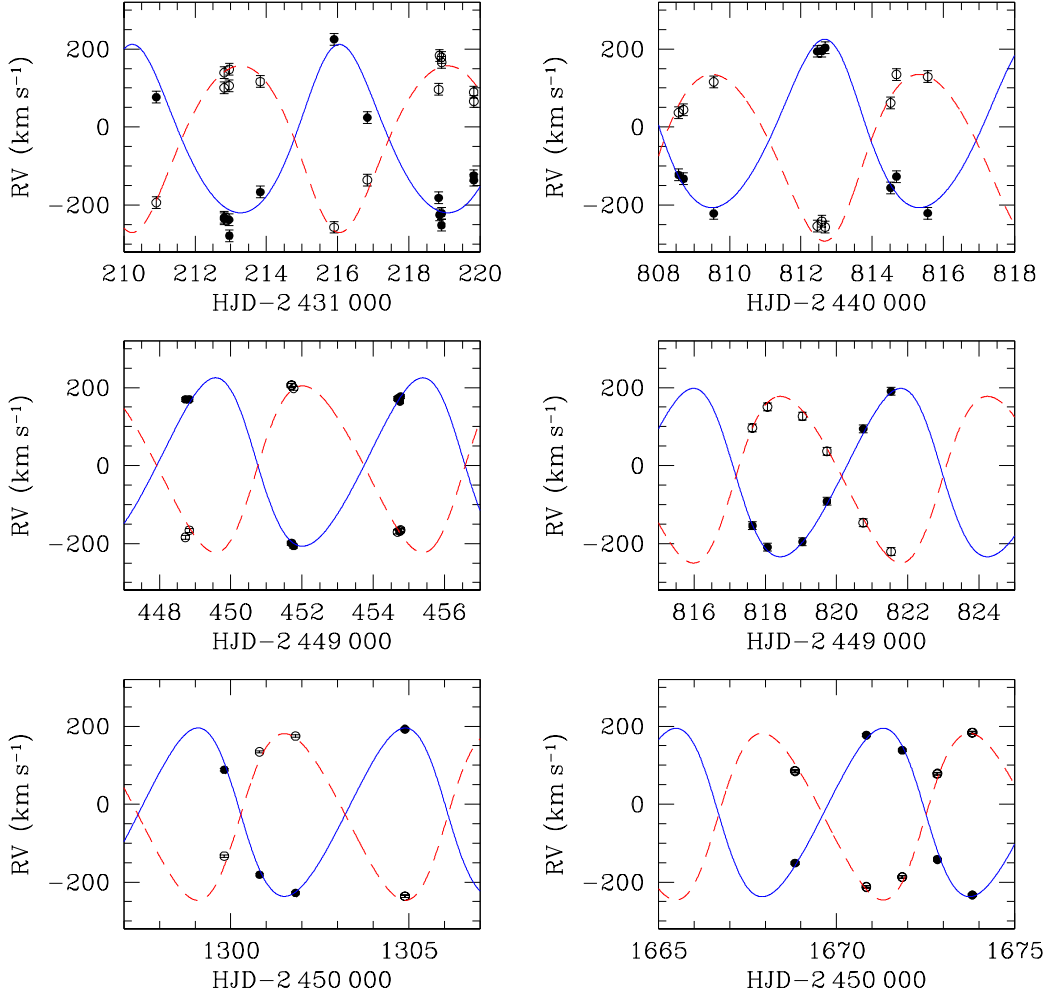 RV (km s⁻¹)
200
0
−200
210 212 214 216 218 220
HJD−2 431 000
RV (km s⁻¹)
200
0
−200
808 810 812 814 816 818
HJD−2 440 000
RV (km s⁻¹)
200
0
−200
448 450 452 454 456
HJD−2 449 000
RV (km s⁻¹)
200
0
−200
816 818 820 822 824
HJD−2 449 000
RV (km s⁻¹)
200
0
−200
1300 1305
HJD−2 450 000
RV (km s⁻¹)
200
0
−200
1665 1670 1675
HJD−2 450 000